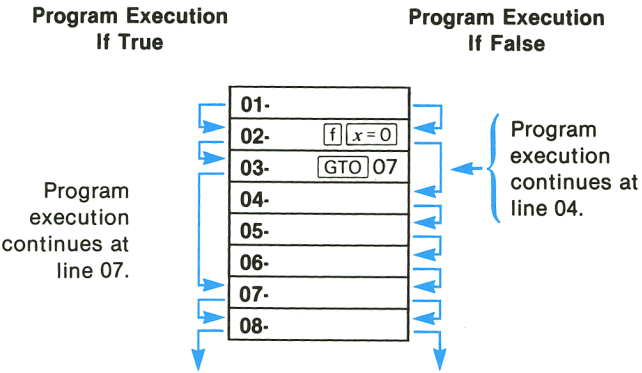 Program Execution
If True
Program Execution
If False
01-
02- f x = 0
03- GTO 07
04-
05-
06-
07-
08-
Program
execution
continues at
line 07.
Program
execution
continues at
line 04.